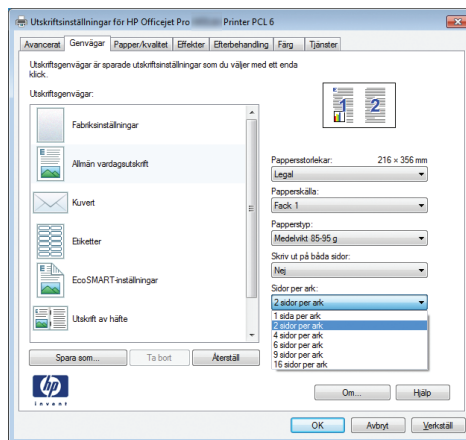 Utskriftsinställningar för HP Officejet Pro Printer PCL 6
Avancerat Genvägar Papper/kvalitet Effekter Efterbehandling Färg Tjänster
Utskriftsgenvägar är sparade utskriftsinställningar som du väljer med ett enda
klick.
Utskriftsgenvägar:
Fabriksinställningar
Allmän vardagsutskrift
Kuvert
Etiketter
EcoSMART-inställningar
Utskrift av häfte
Spara som... Ta bort Återställ
1 2
Pappersstorlekar: 216 × 356 mm
Legal
Papperskälla:
Fack 1
Papperstyp:
Medelvikt 85-95 g
Skriv ut på båda sidor:
Nej
Sidor per ark:
2 sidor per ark
1 sida per ark
2 sidor per ark
4 sidor per ark
6 sidor per ark
9 sidor per ark
16 sidor per ark
hp
invent
Om... Hjälp
OK Avbryt Verkställ